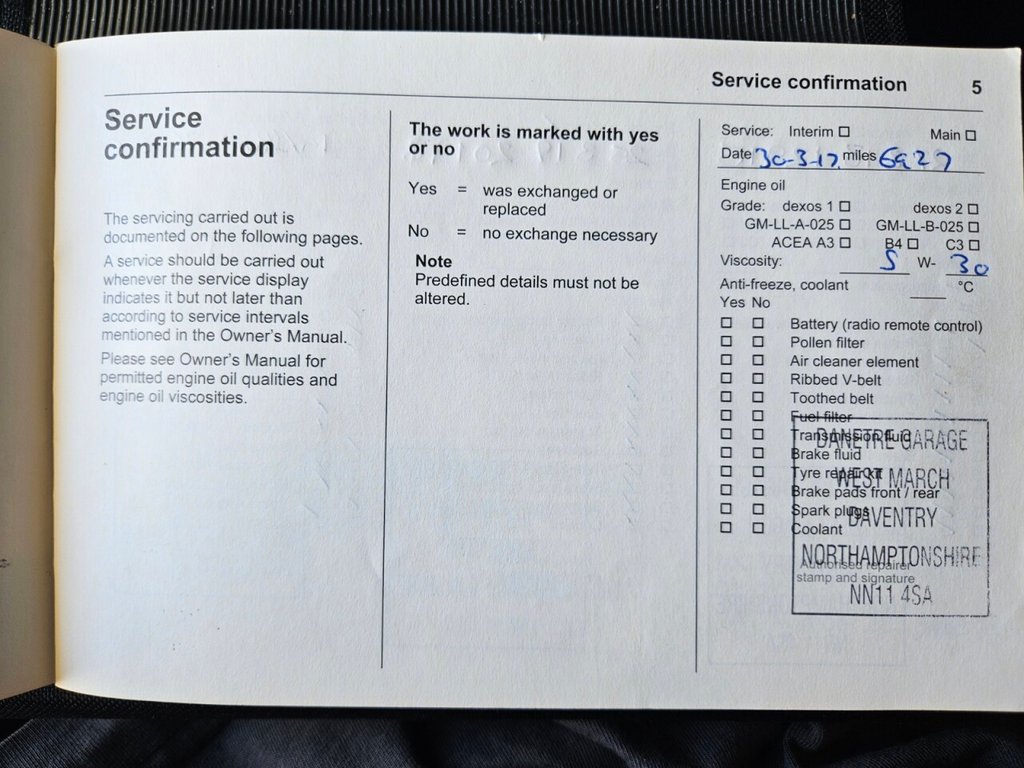 Service confirmation 5
Service
confirmation
The servicing carried out is
documented on the following pages.
A service should be carried out
whenever the service display
indicates it but not later than
according to service intervals
mentioned in the Owner's Manual.
Please see Owner's Manual for
permitted engine oil qualities and
engine oil viscosities.
The work is marked with yes
or no
Yes = was exchanged or
replaced
No = no exchange necessary
Note
Predefined details must not be
altered.
Service: Interim ☐ Main ☐
Date 30-3-17. miles 6927
Engine oil
Grade: dexos 1 ☐ dexos 2 ☐
GM-LL-A-025 ☐ GM-LL-B-025 ☐
ACEA A3 ☐ B4 ☐ C3 ☐
Viscosity: 5 W- 30
Anti-freeze, coolant ____ °C
Yes No
☐ ☐ Battery (radio remote control)
☐ ☐ Pollen filter
☐ ☐ Air cleaner element
☐ ☐ Ribbed V-belt
☐ ☐ Toothed belt
☐ ☐ Fuel filter
☐ ☐ Transmission fluid
☐ ☐ Brake fluid
☐ ☐ Tyre repair kit
☐ ☐ Brake pads front / rear
☐ ☐ Spark plugs
☐ ☐ Coolant
Authorised repairer
stamp and signature
DANETRE GARAGE
WEST MARCH
DAVENTRY
NORTHAMPTONSHIRE
NN11 4SA